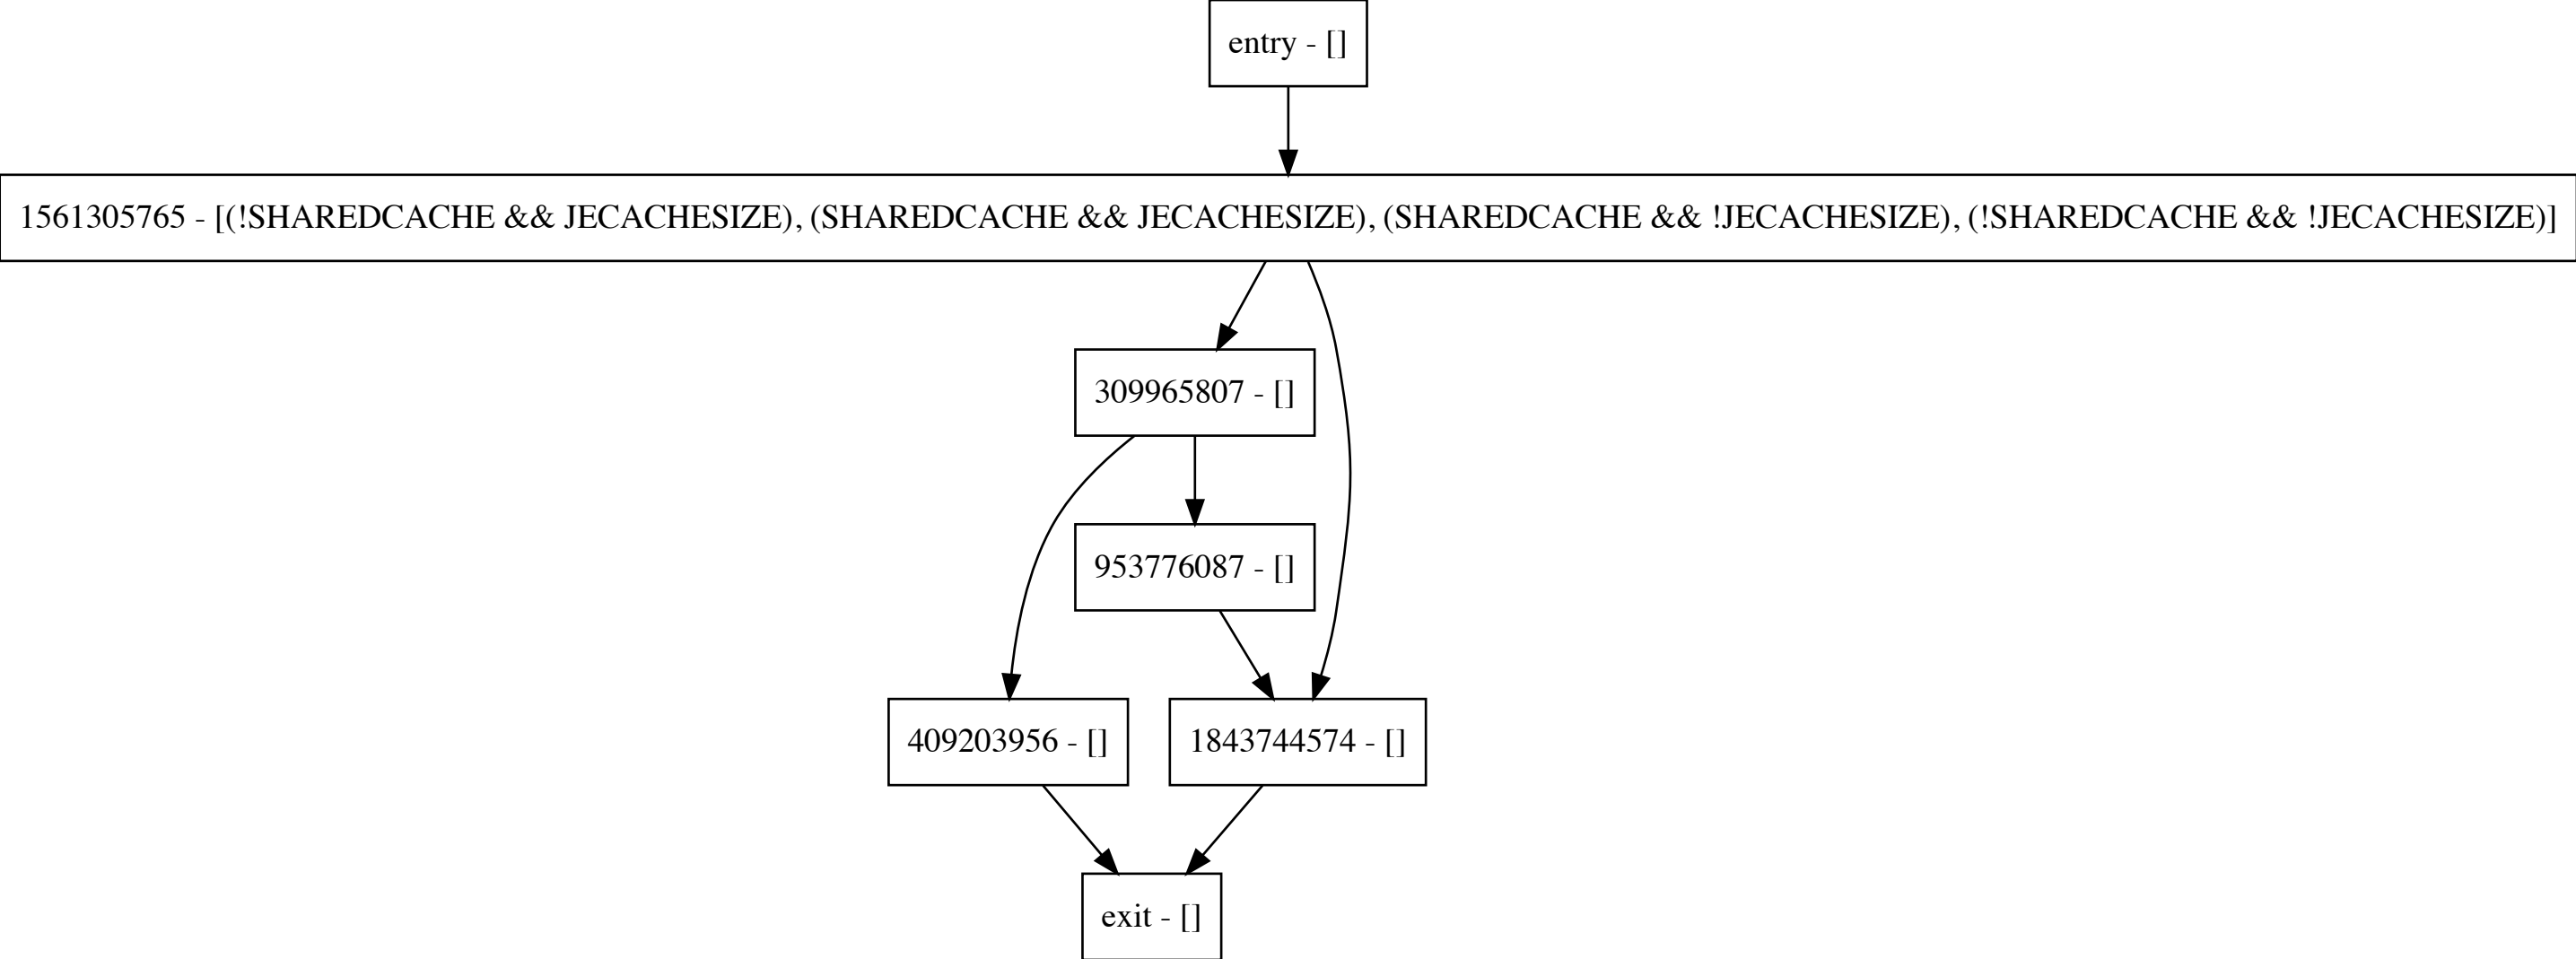 entry - []
1561305765 - [(!SHAREDCACHE && JECACHESIZE), (SHAREDCACHE && JECACHESIZE), (SHAREDCACHE && !JECACHESIZE), (!SHAREDCACHE && !JECACHESIZE)]
309965807 - []
953776087 - []
409203956 - []
1843744574 - []
exit - []